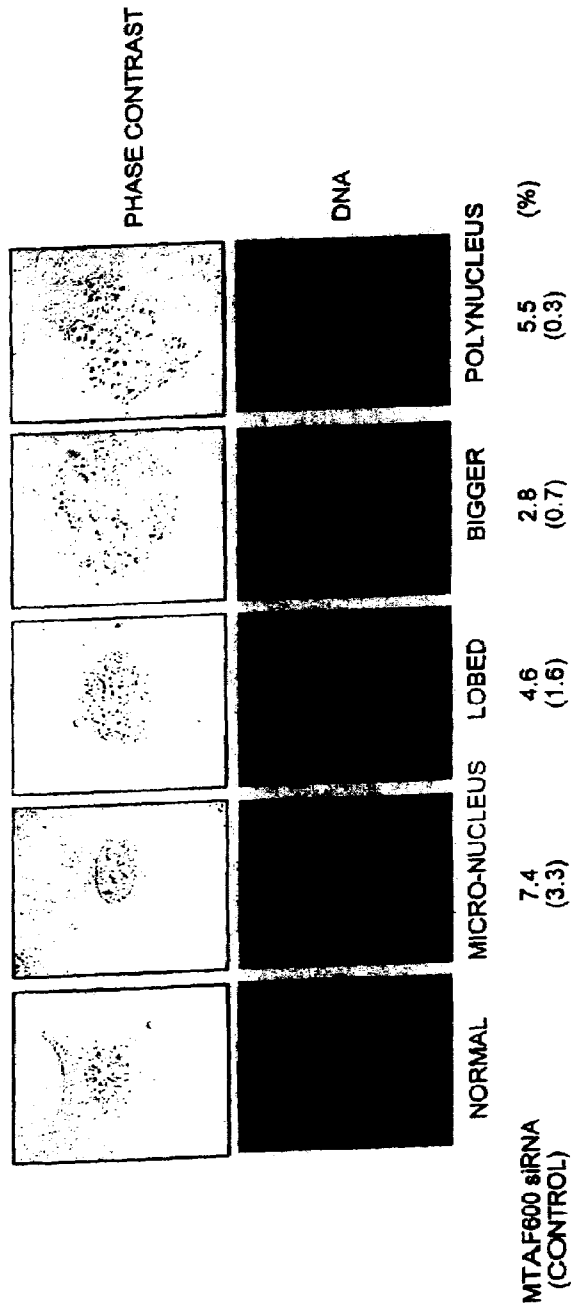 PHASE CONTRAST
DNA
NORMAL MICRO-NUCLEUS LOBED BIGGER POLYNUCLEUS
MTAF600 siRNA 7.4 4.6 2.8 5.5 (%)
(CONTROL) (3.3) (1.6) (0.7) (0.3)